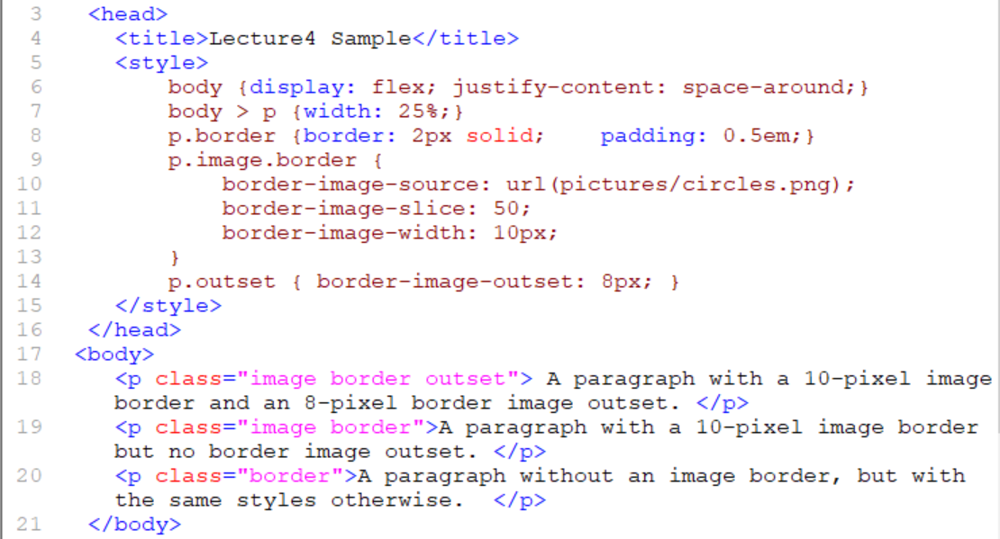 3 <head>
4 <title>Lecture4 Sample</title>
5 <style>
6 body {display: flex; justify-content: space-around;}
7 body > p {width: 25%;}
8 p.border {border: 2px solid; padding: 0.5em;}
9 p.image.border {
10 border-image-source: url(pictures/circles.png);
11 border-image-slice: 50;
12 border-image-width: 10px;
13 }
14 p.outset { border-image-outset: 8px; }
15 </style>
16 </head>
17 <body>
18 <p class="image border outset"> A paragraph with a 10-pixel image
border and an 8-pixel border image outset. </p>
19 <p class="image border">A paragraph with a 10-pixel image border
but no border image outset. </p>
20 <p class="border">A paragraph without an image border, but with
the same styles otherwise. </p>
21 </body>